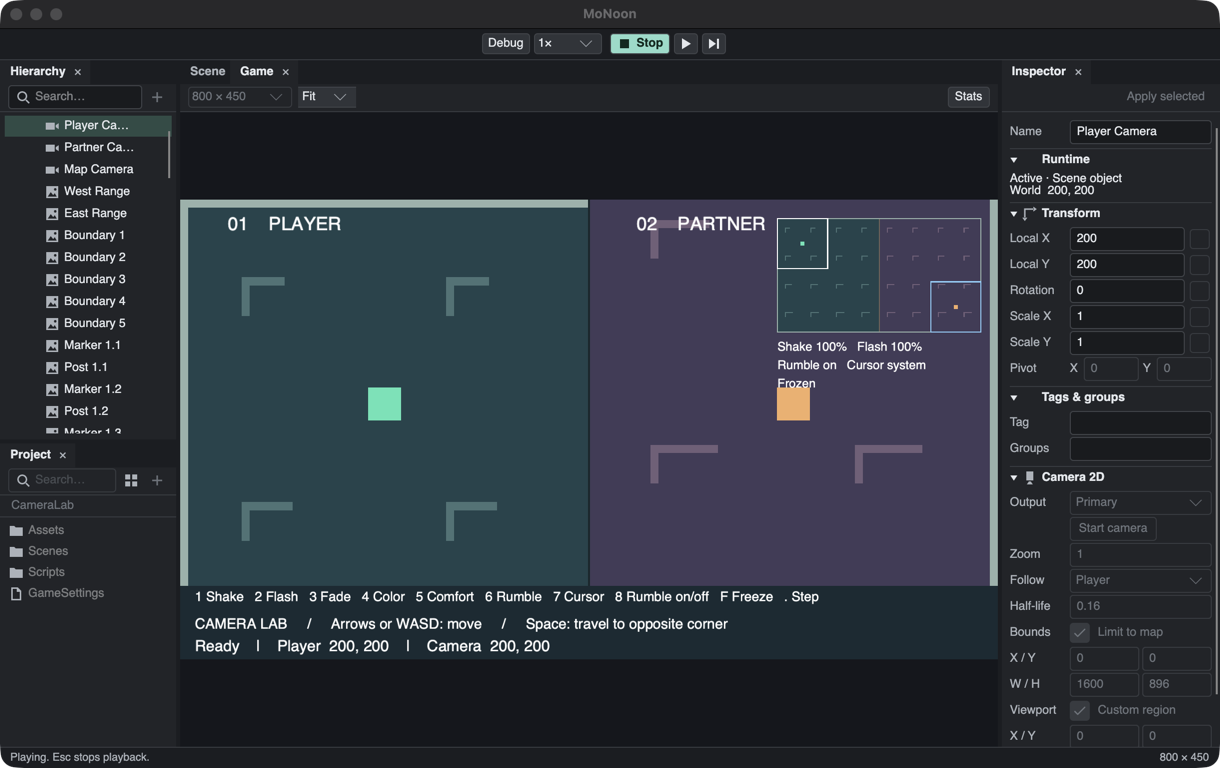 MoNoon
Debug 1× Stop
Hierarchy ×
Search...
Player Ca...
Partner Ca...
Map Camera
West Range
East Range
Boundary 1
Boundary 2
Boundary 3
Boundary 4
Boundary 5
Marker 1.1
Post 1.1
Marker 1.2
Post 1.2
Marker 1.3
Project ×
Search...
CameraLab
Assets
Scenes
Scripts
GameSettings
Scene Game ×
800 × 450 Fit Stats
01 PLAYER
02 PARTNER
Shake 100% Flash 100%
Rumble on Cursor system
Frozen
1 Shake 2 Flash 3 Fade 4 Color 5 Comfort 6 Rumble 7 Cursor 8 Rumble on/off F Freeze . Step
CAMERA LAB / Arrows or WASD: move / Space: travel to opposite corner
Ready | Player 200, 200 | Camera 200, 200
Inspector ×
Apply selected
Name Player Camera
Runtime
Active · Scene object
World 200, 200
Transform
Local X 200
Local Y 200
Rotation 0
Scale X 1
Scale Y 1
Pivot X 0 Y 0
Tags & groups
Tag
Groups
Camera 2D
Output Primary
Start camera
Zoom 1
Follow Player
Half-life 0.16
Bounds Limit to map
X / Y 0 0
W / H 1600 896
Viewport Custom region
X / Y 0 0
Playing. Esc stops playback.
800 × 450